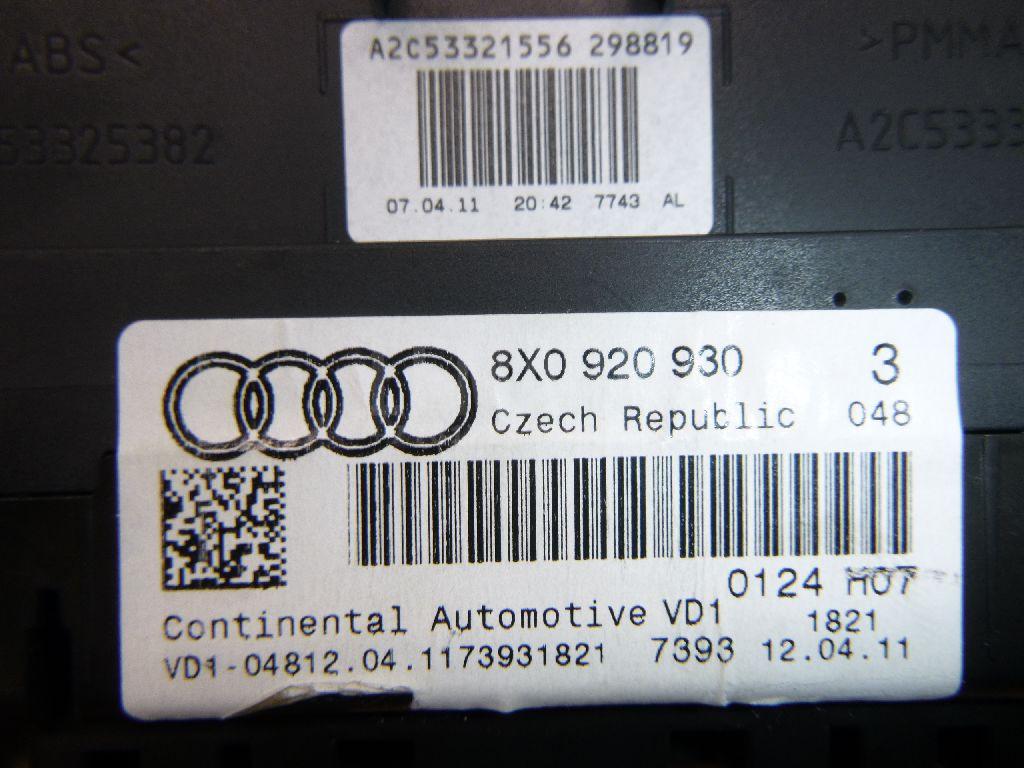 ABS<
53325382
A2C53321556 298819
07.04.11 20:42 7743 AL
>PMMA
A2C5333
8X0 920 930 3
Czech Republic 048
0124 H07
Continental Automotive VD1 1821
VD1-04812.04.1173931821 7393 12.04.11